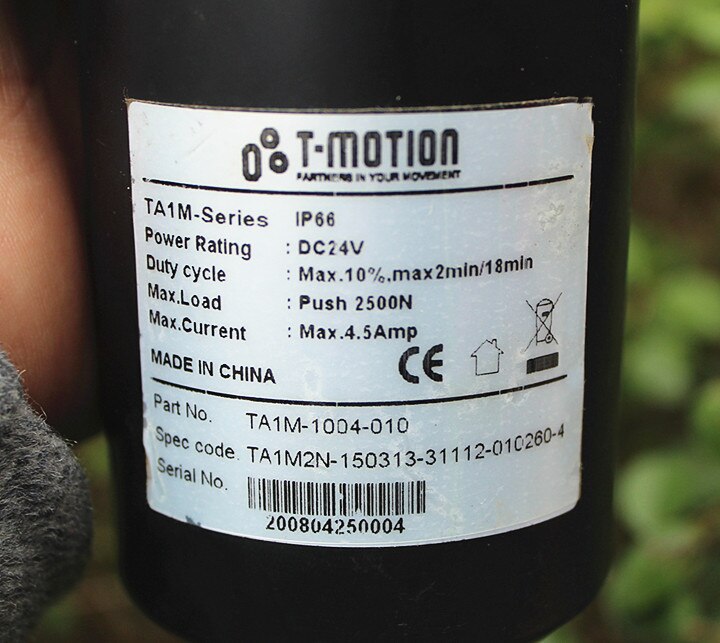 T-MOTION
PARTNERS IN YOUR MOVEMENT
TA1M-Series IP66
Power Rating : DC24V
Duty cycle : Max.10%,max2min/18min
Max.Load : Push 2500N
Max.Current : Max.4.5Amp
MADE IN CHINA CE
Part No. TA1M-1004-010
Spec code. TA1M2N-150313-31112-010260-4
Serial No.
200804250004